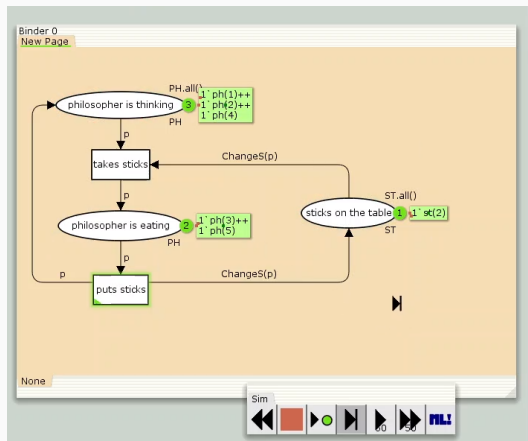 Binder 0
New Page
PH.all()
philosopher is thinking
3
1`ph(1)++
1`ph(2)++
1`ph(4)
PH
p
takes sticks
ChangeS(p)
p
ST.all()
sticks on the table
1
1`st(2)
ST
philosopher is eating
2
1`ph(3)++
1`ph(5)
PH
p
p
puts sticks
ChangeS(p)
None
Sim
50
ML!